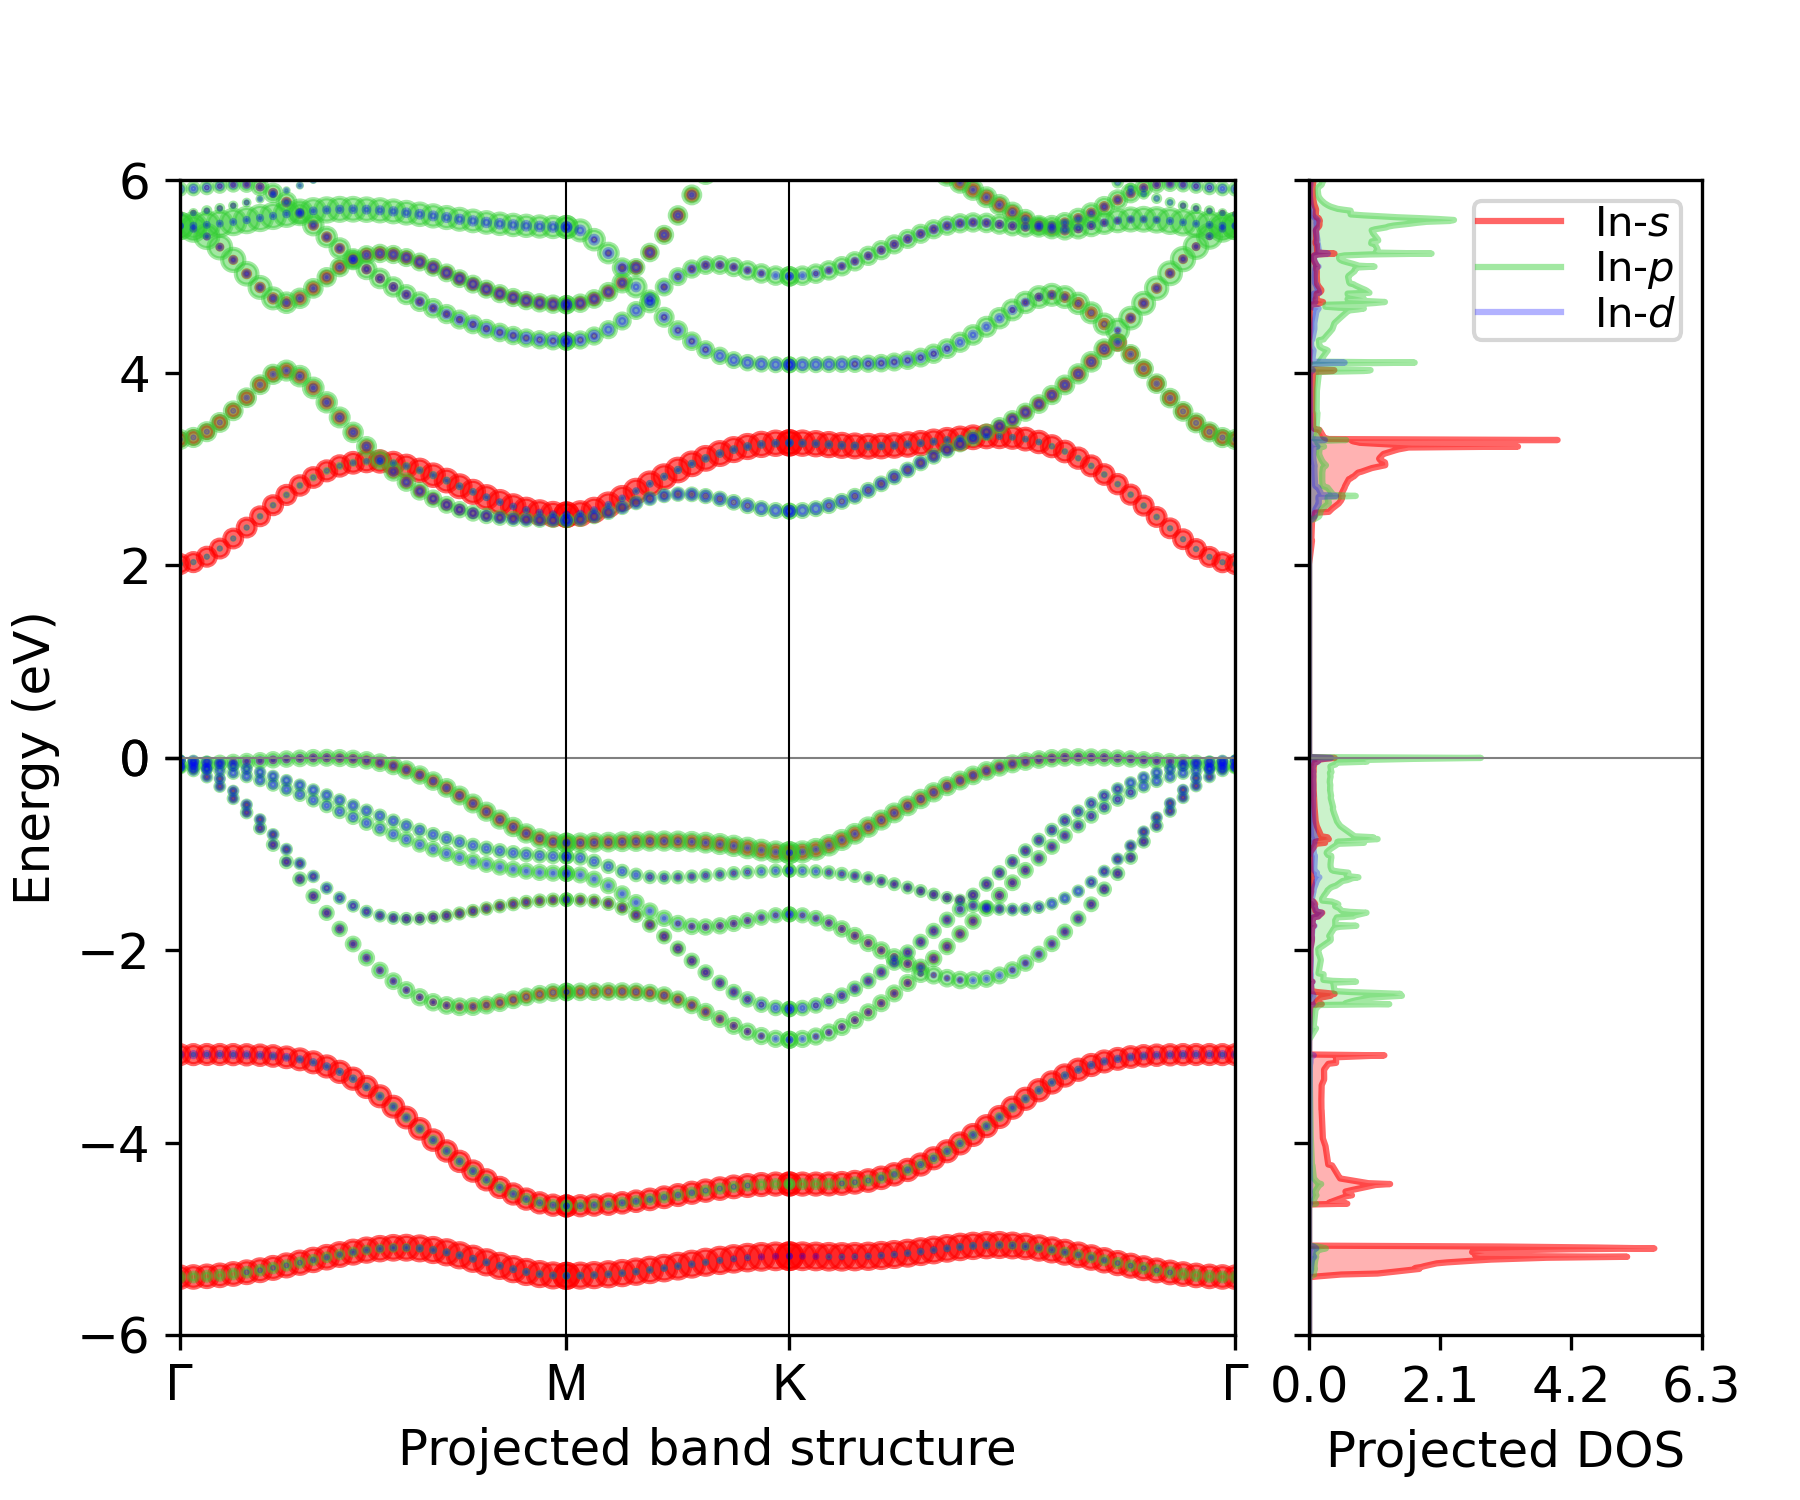 Energy (eV)
6
4
2
0
−2
−4
−6
Γ M K Γ
Projected band structure
In-s
In-p
In-d
0.0 2.1 4.2 6.3
Projected DOS